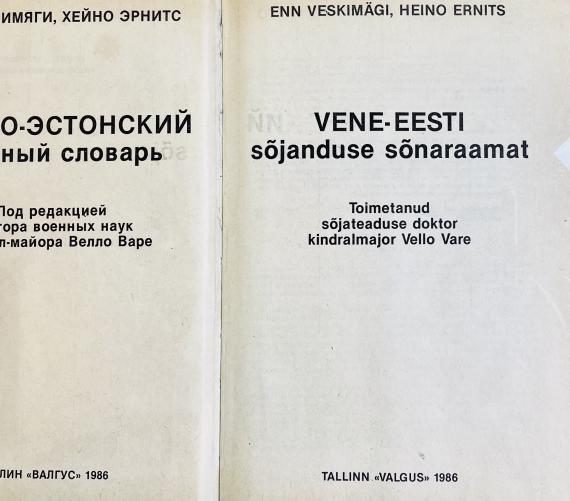 ИМЯГИ, ХЕЙНО ЭРНИТС
О-ЭСТОНСКИЙ
ный словарь
Под редакцией
тора военных наук
л-майора Велло Варе
ЛИН «ВАЛГУС» 1986
ENN VESKIMÄGI, HEINO ERNITS
VENE-EESTI
sõjanduse sõnaraamat
Toimetanud
sõjateaduse doktor
kindralmajor Vello Vare
TALLINN «VALGUS» 1986